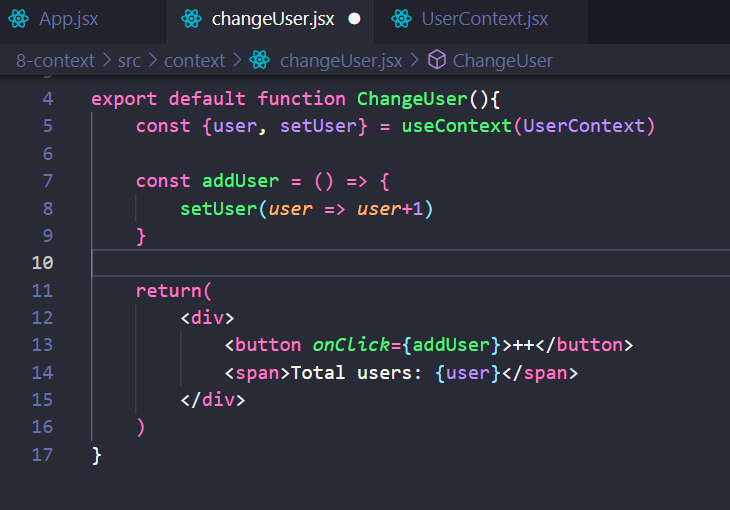 App.jsx changeUser.jsx UserContext.jsx
8-context > src > context > changeUser.jsx > ChangeUser
4 export default function ChangeUser(){
5     const {user, setUser} = useContext(UserContext)
6
7     const addUser = () => {
8         setUser(user => user+1)
9     }
10
11     return(
12         <div>
13             <button onClick={addUser}>++</button>
14             <span>Total users: {user}</span>
15         </div>
16     )
17 }